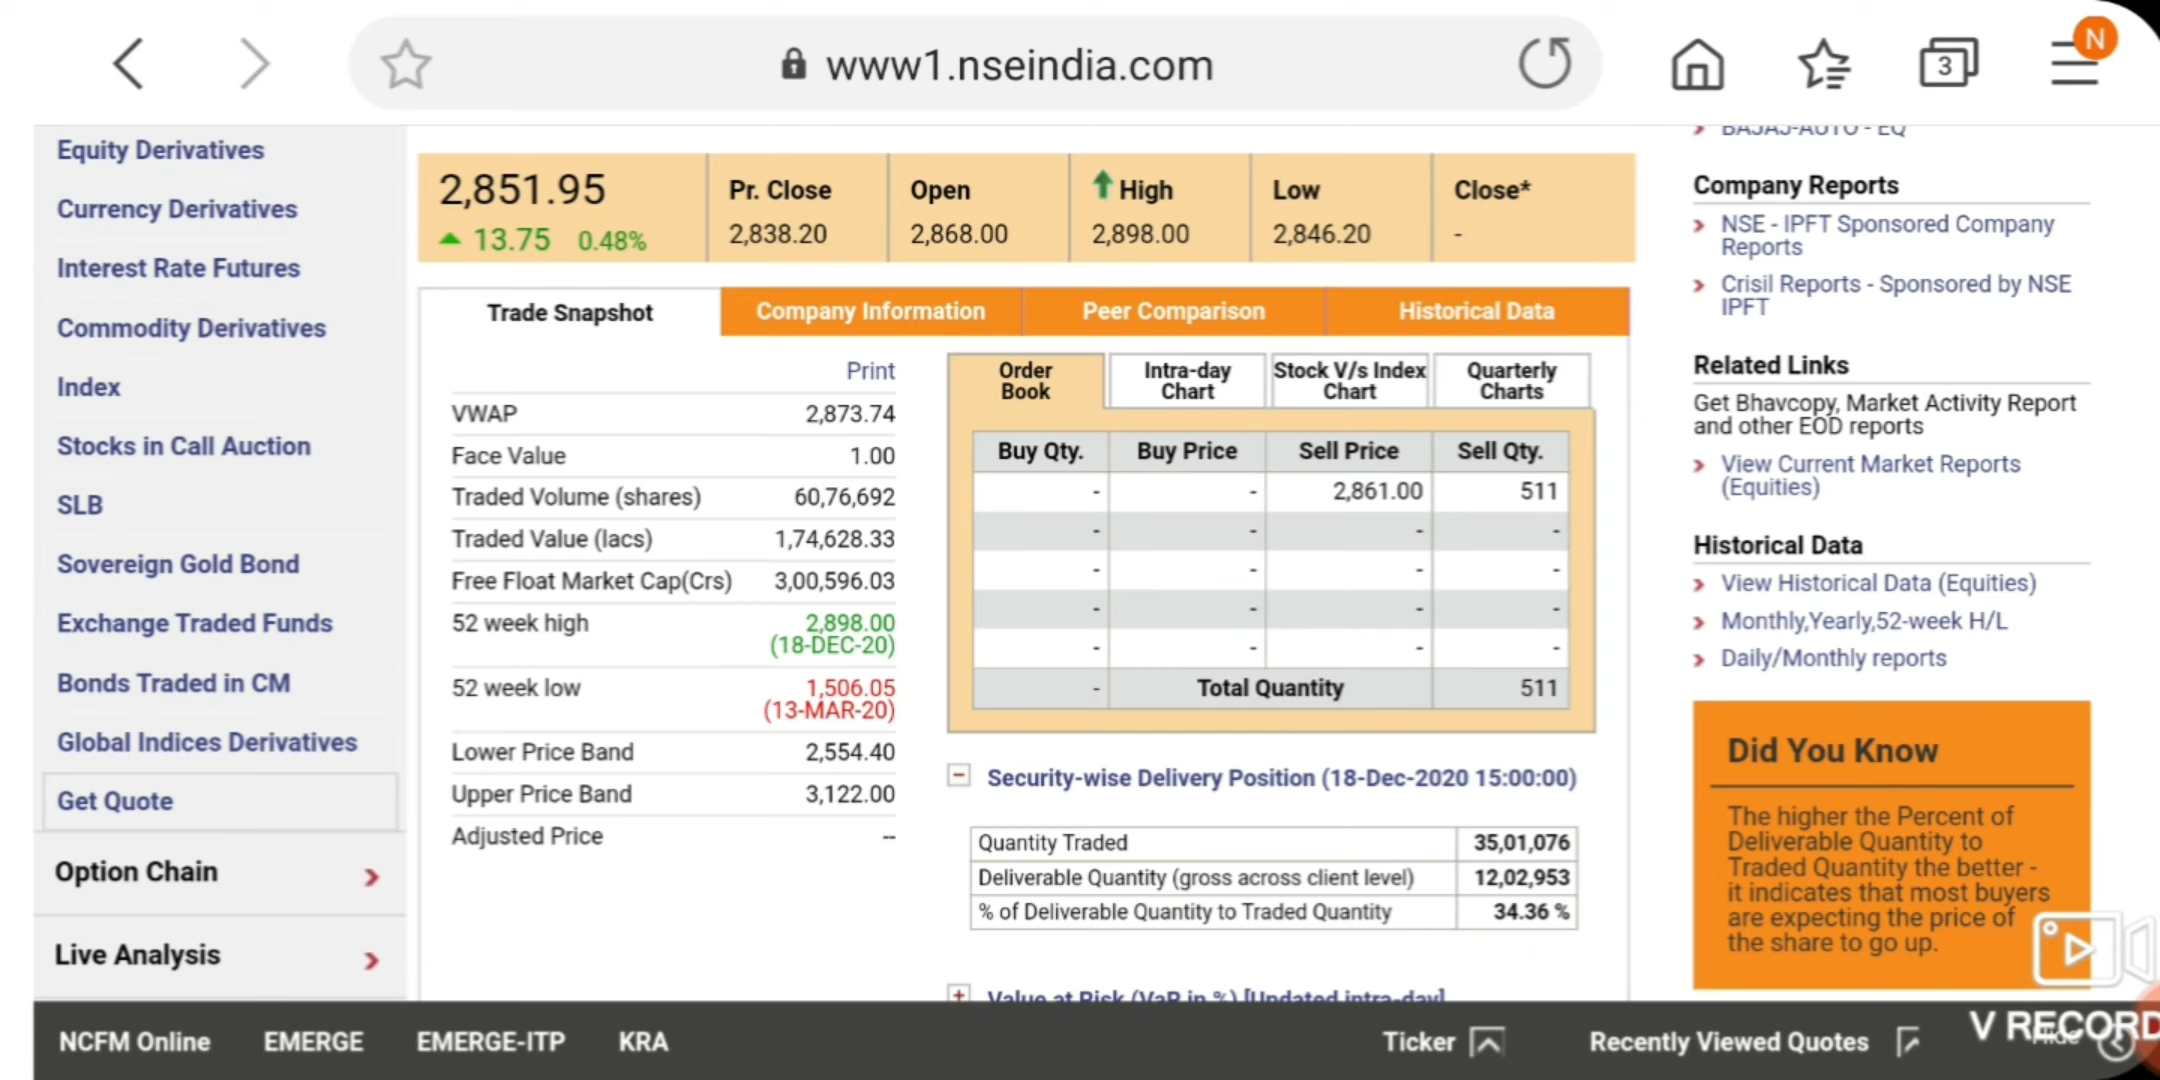 www1.nseindia.com
3
N
Equity Derivatives
Currency Derivatives
Interest Rate Futures
Commodity Derivatives
Index
Stocks in Call Auction
SLB
Sovereign Gold Bond
Exchange Traded Funds
Bonds Traded in CM
Global Indices Derivatives
Get Quote
Option Chain
Live Analysis
2,851.95
13.75 0.48%
Pr. Close
2,838.20
Open
2,868.00
High
2,898.00
Low
2,846.20
Close*
-
Trade Snapshot
Company Information
Peer Comparison
Historical Data
Print
VWAP 2,873.74
Face Value 1.00
Traded Volume (shares) 60,76,692
Traded Value (lacs) 1,74,628.33
Free Float Market Cap(Crs) 3,00,596.03
52 week high 2,898.00
(18-DEC-20)
52 week low 1,506.05
(13-MAR-20)
Lower Price Band 2,554.40
Upper Price Band 3,122.00
Adjusted Price --
Order
Book
Intra-day
Chart
Stock V/s Index
Chart
Quarterly
Charts
Buy Qty. Buy Price Sell Price Sell Qty.
- - 2,861.00 511
- - - -
- - - -
- - - -
- - - -
- Total Quantity 511
Security-wise Delivery Position (18-Dec-2020 15:00:00)
Quantity Traded 35,01,076
Deliverable Quantity (gross across client level) 12,02,953
% of Deliverable Quantity to Traded Quantity 34.36 %
Value at Risk (VaR in %) [Updated intra-day]
BAJAJ-AUTO - EQ
Company Reports
NSE - IPFT Sponsored Company
Reports
Crisil Reports - Sponsored by NSE
IPFT
Related Links
Get Bhavcopy, Market Activity Report
and other EOD reports
View Current Market Reports
(Equities)
Historical Data
View Historical Data (Equities)
Monthly,Yearly,52-week H/L
Daily/Monthly reports
Did You Know
The higher the Percent of
Deliverable Quantity to
Traded Quantity the better -
it indicates that most buyers
are expecting the price of
the share to go up.
NCFM Online EMERGE EMERGE-ITP KRA
Ticker
Recently Viewed Quotes
Hide
V RECORD